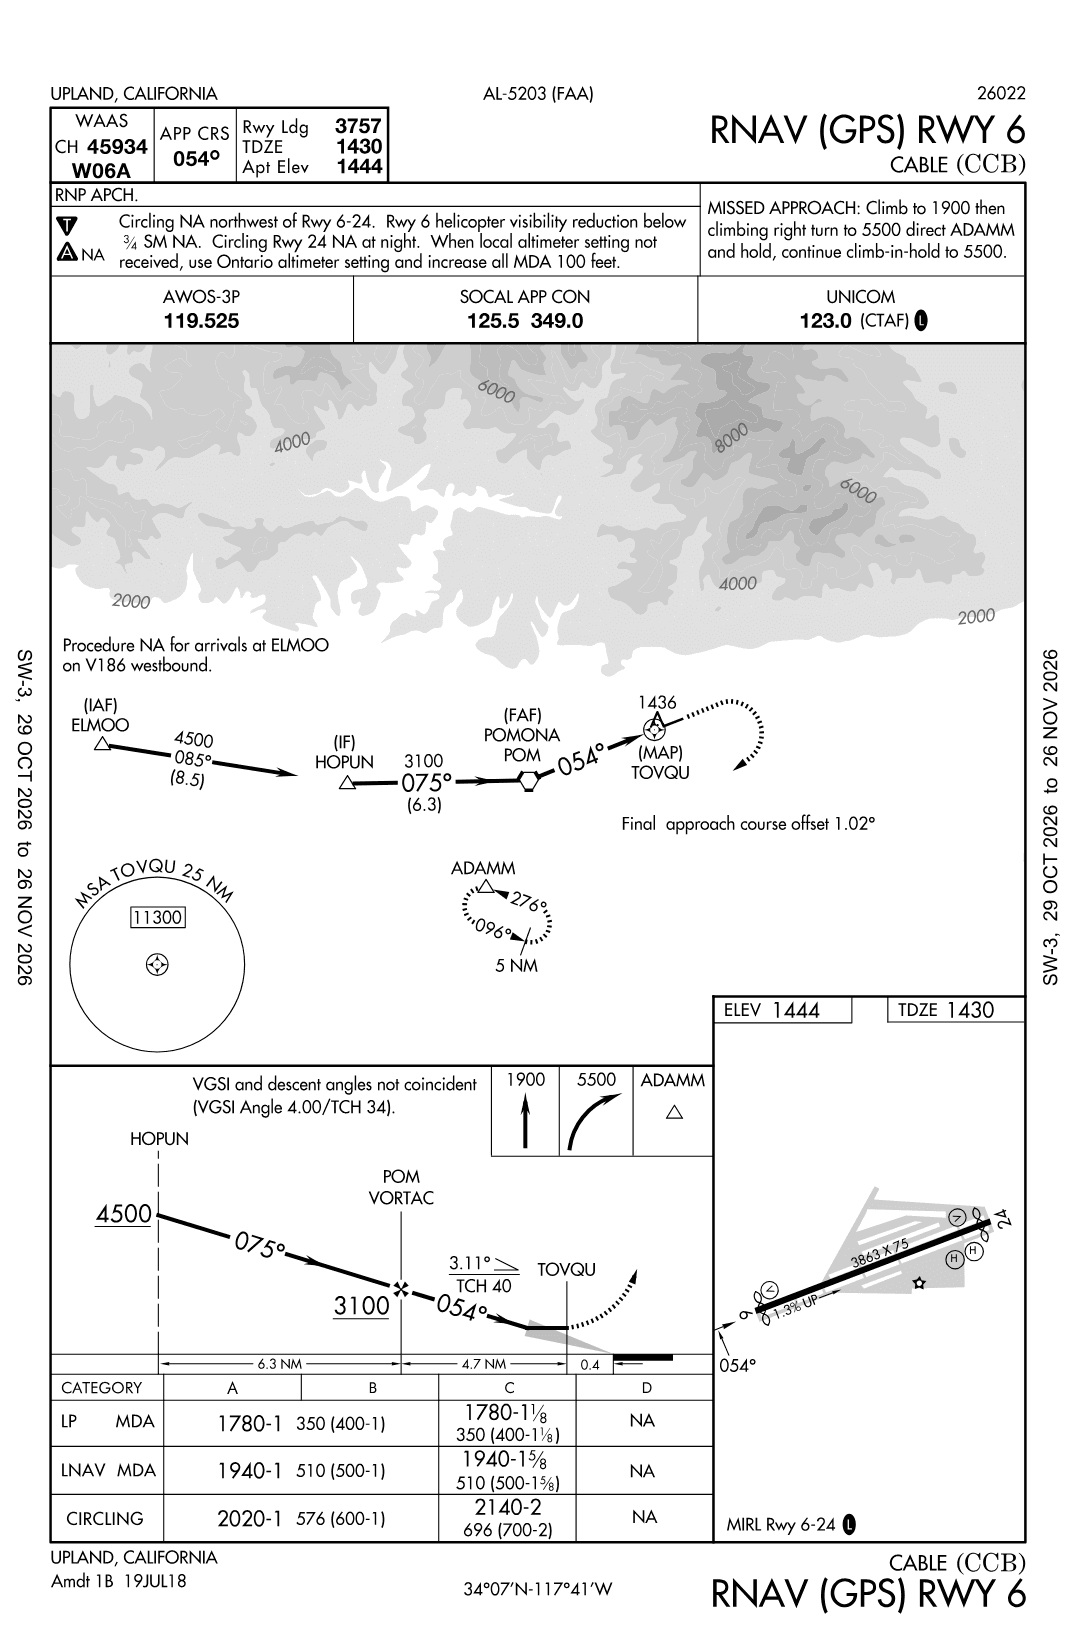 UPLAND, CALIFORNIA
AL-5203 (FAA)
26022
WAAS
CH 45934
W06A
APP CRS
054°
Rwy Ldg 3757
TDZE 1430
Apt Elev 1444
RNAV (GPS) RWY 6
CABLE (CCB)
RNP APCH.
T
A NA
Circling NA northwest of Rwy 6-24. Rwy 6 helicopter visibility reduction below
3/4 SM NA. Circling Rwy 24 NA at night. When local altimeter setting not
received, use Ontario altimeter setting and increase all MDA 100 feet.
MISSED APPROACH: Climb to 1900 then
climbing right turn to 5500 direct ADAMM
and hold, continue climb-in-hold to 5500.
AWOS-3P
119.525
SOCAL APP CON
125.5 349.0
UNICOM
123.0 (CTAF) L
6000
4000
8000
6000
4000
2000
2000
Procedure NA for arrivals at ELMOO
on V186 westbound.
(IAF)
ELMOO
4500
085°
(8.5)
(IF)
HOPUN
3100
075°
(6.3)
(FAF)
POMONA
POM
054°
1436
(MAP)
TOVQU
Final approach course offset 1.02°
MSA TOVQU 25 NM
11300
ADAMM
276°
096°
5 NM
SW-3, 29 OCT 2026 to 26 NOV 2026
SW-3, 29 OCT 2026 to 26 NOV 2026
ELEV 1444
TDZE 1430
VGSI and descent angles not coincident
(VGSI Angle 4.00/TCH 34).
1900
5500
ADAMM
HOPUN
4500
075°
POM
VORTAC
3100
3.11°
TCH 40
054°
TOVQU
6.3 NM
4.7 NM
0.4
V
24
3863 X 75
H
H
V
6
1.3% UP
054°
MIRL Rwy 6-24 L
CATEGORY A B C D
LP MDA 1780-1 350 (400-1) 1780-1 1/8 NA
350 (400-1 1/8)
LNAV MDA 1940-1 510 (500-1) 1940-1 5/8 NA
510 (500-1 5/8)
CIRCLING 2020-1 576 (600-1) 2140-2 NA
696 (700-2)
UPLAND, CALIFORNIA
Amdt 1B 19JUL18
34°07'N-117°41'W
CABLE (CCB)
RNAV (GPS) RWY 6